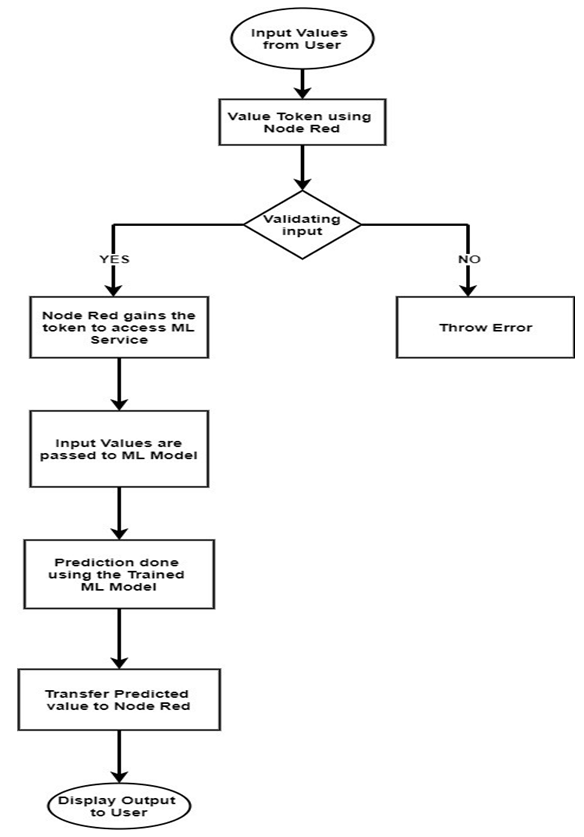 Input Values
from User
Value Token using
Node Red
Validating
input
YES
NO
Node Red gains the
token to access ML
Service
Throw Error
Input Values are
passed to ML Model
Prediction done
using the Trained
ML Model
Transfer Predicted
value to Node Red
Display Output
to User